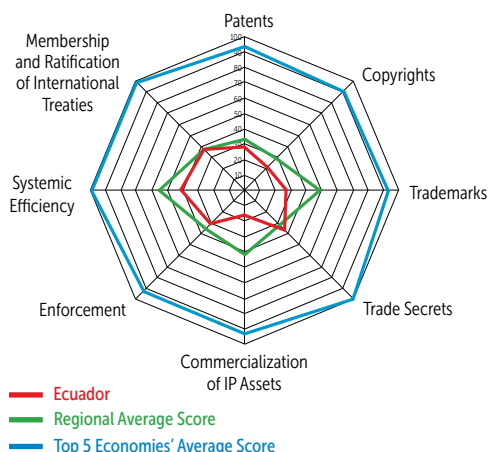 Patents
Membership
and Ratification
of International
Treaties
Copyrights
100
90
80
70
60
50
40
30
20
10
Systemic
Efficiency
Trademarks
Enforcement
Trade Secrets
Commercialization
of IP Assets
Ecuador
Regional Average Score
Top 5 Economies' Average Score